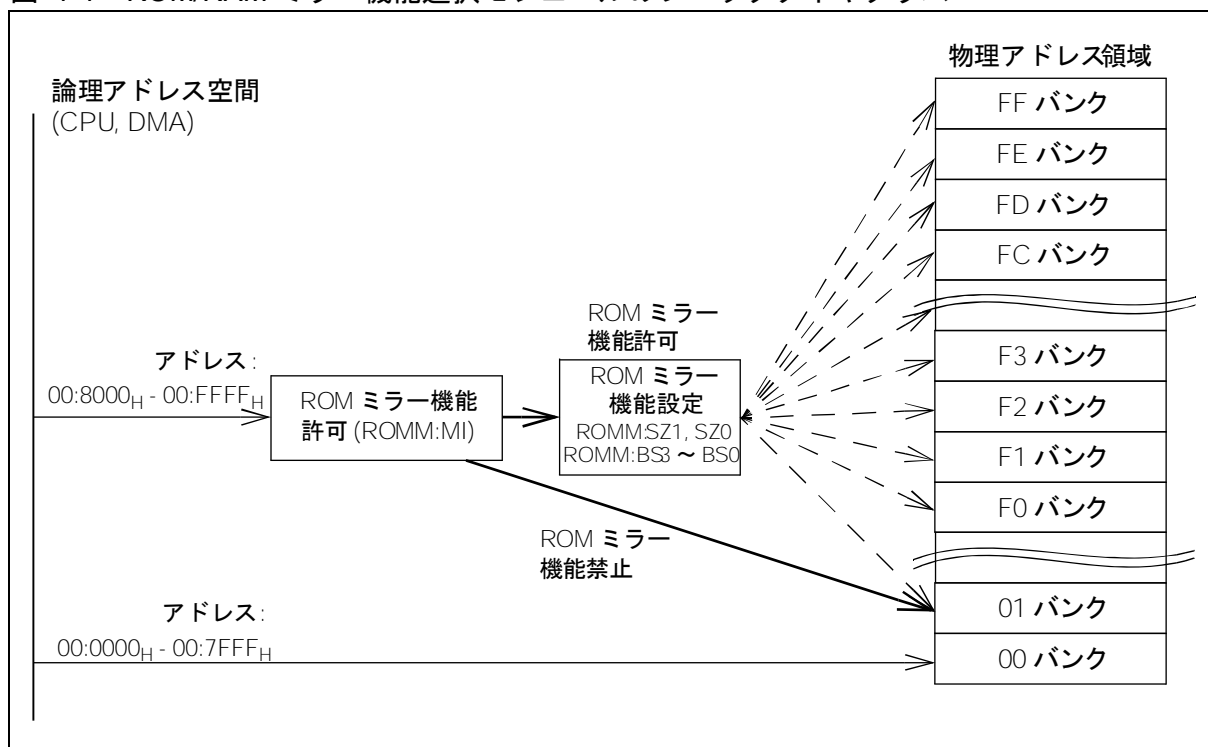 物理アドレス領域
論理アドレス空間
(CPU, DMA)
FF バンク
FE バンク
FD バンク
FC バンク
ROM ミラー
機能許可
F3 バンク
アドレス:
00:8000H - 00:FFFFH
ROM ミラー機能
許可 (ROMM:MI)
ROM ミラー
機能設定
ROMM:SZ1, SZ0
ROMM:BS3 ～ BS0
F2 バンク
F1 バンク
F0 バンク
ROM ミラー
機能禁止
アドレス:
00:0000H - 00:7FFFH
01 バンク
00 バンク